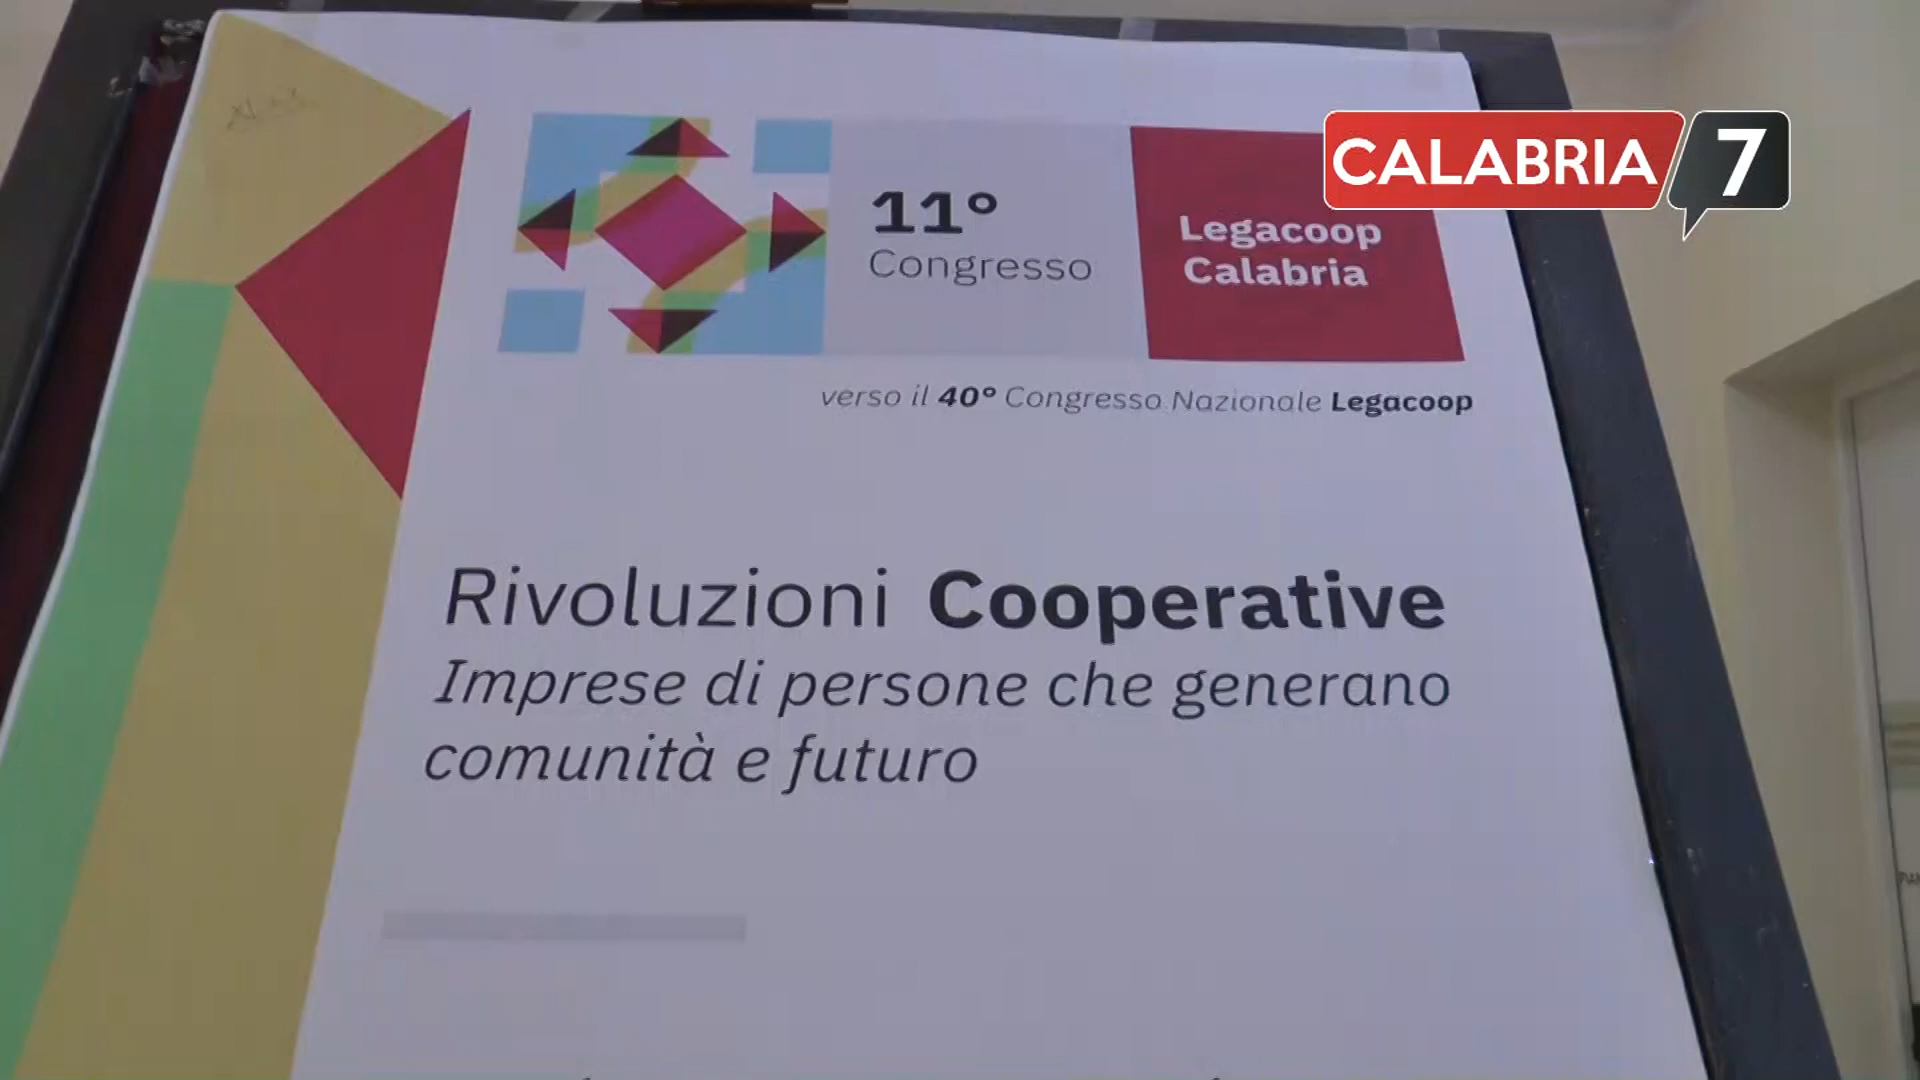 CALABRIA 7
11°
Congresso
Legacoop
Calabria
verso il 40° Congresso Nazionale Legacoop
Rivoluzioni Cooperative
Imprese di persone che generano
comunità e futuro